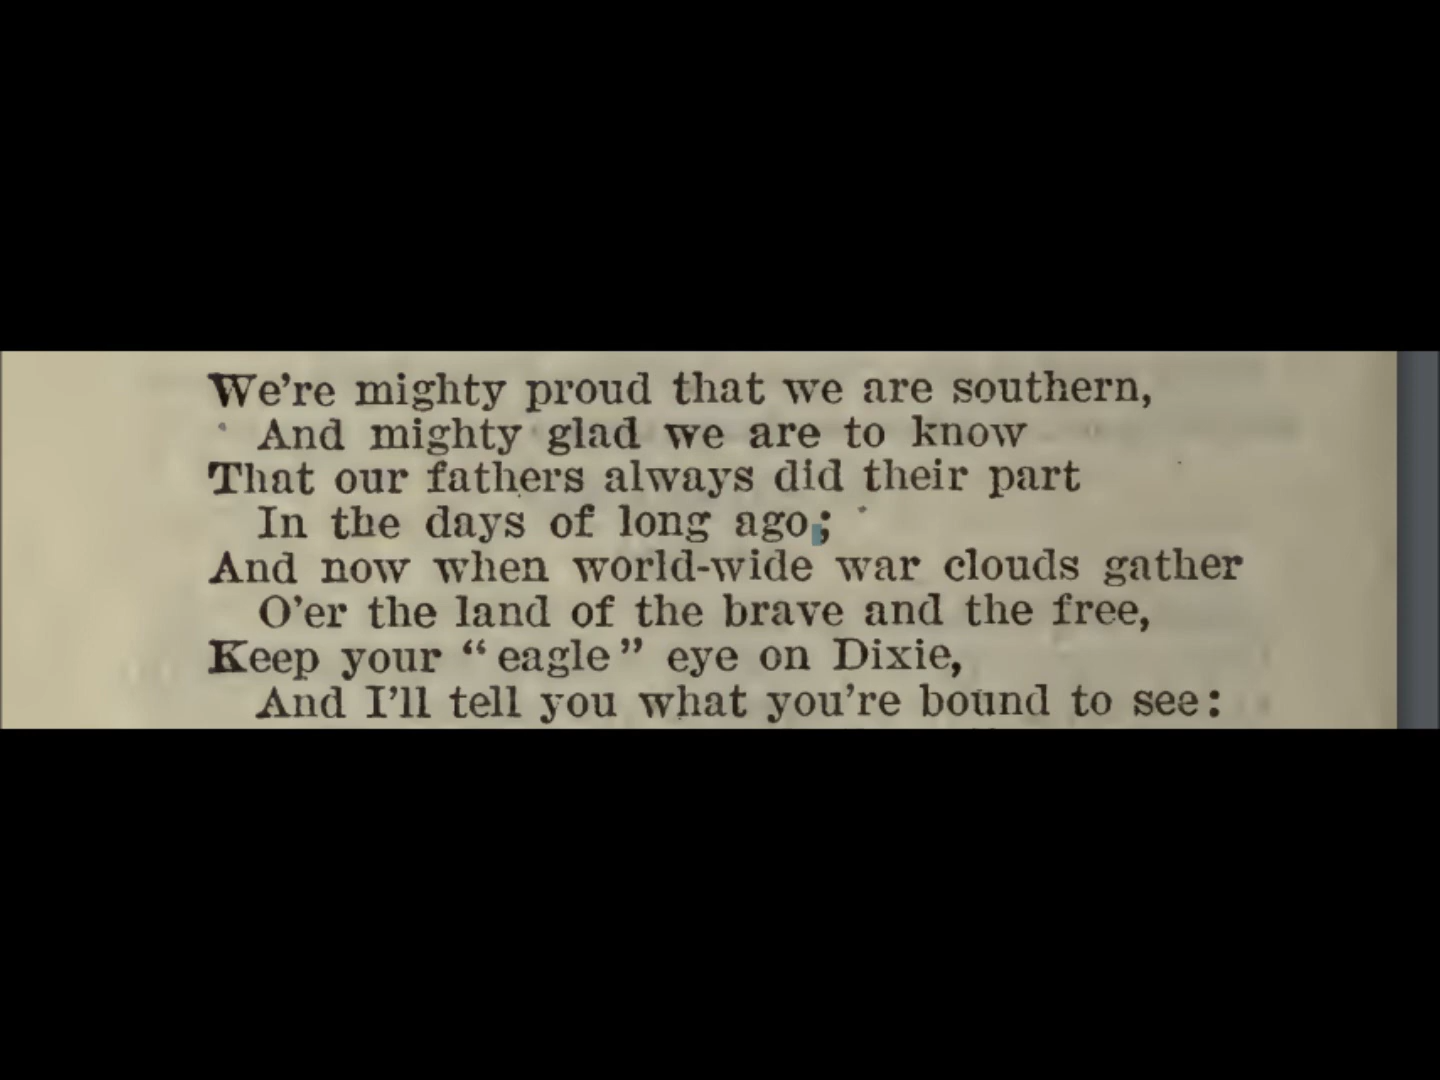 We're mighty proud that we are southern,
And mighty glad we are to know
That our fathers always did their part
In the days of long ago;
And now when world-wide war clouds gather
O'er the land of the brave and the free,
Keep your “eagle” eye on Dixie,
And I'll tell you what you're bound to see: